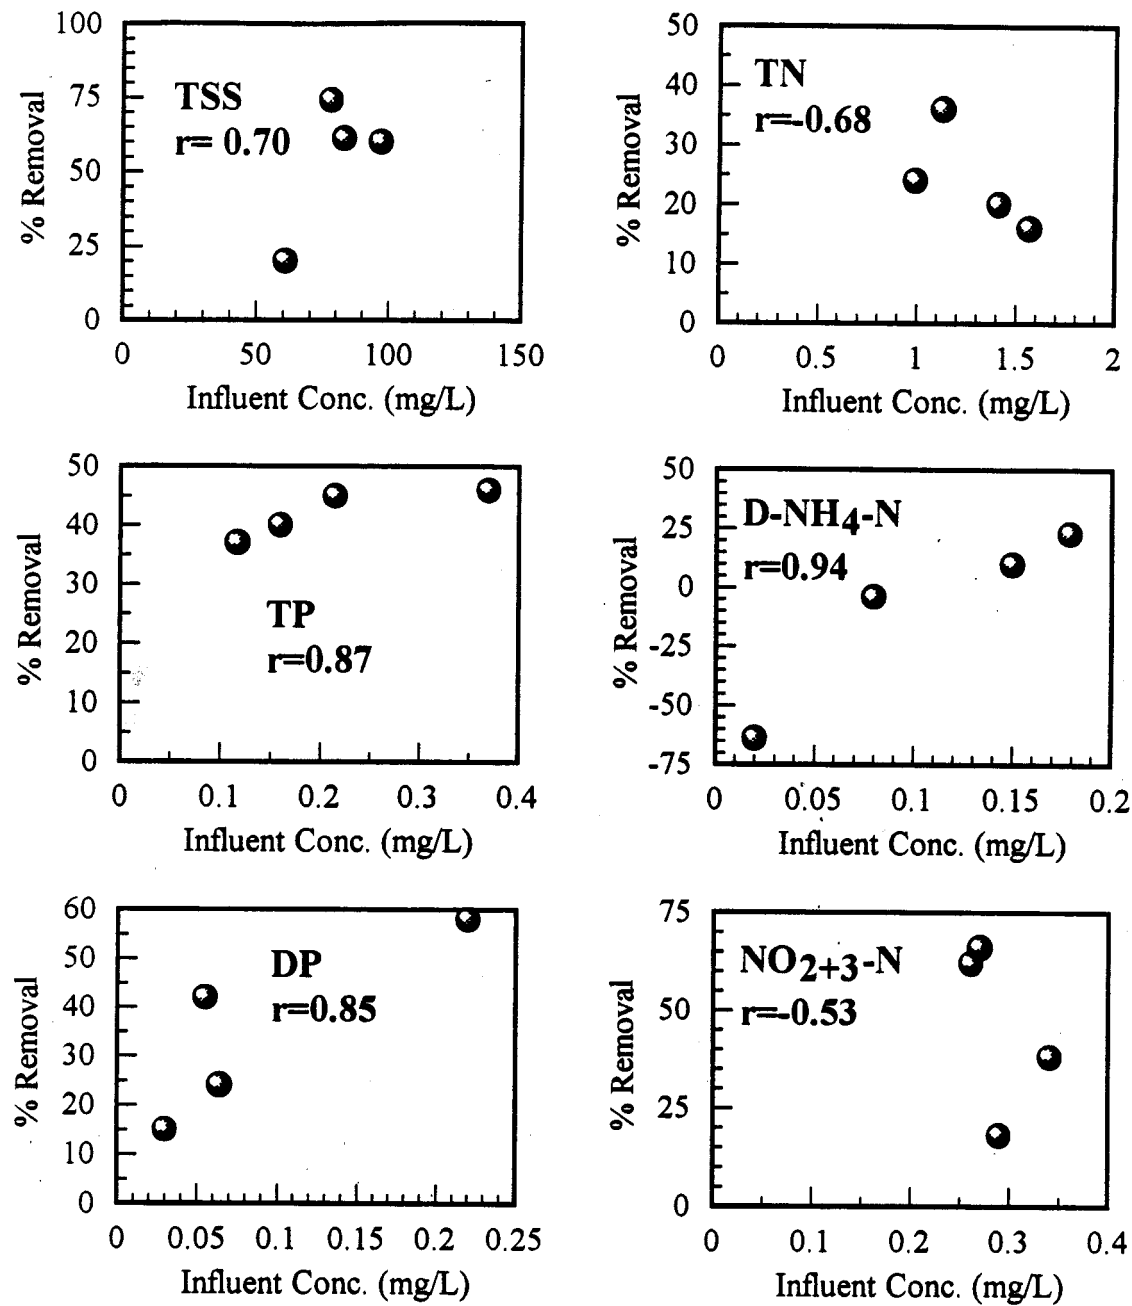 100
75
50
25
0
% Removal
TSS
r= 0.70
0 50 100 150
Influent Conc. (mg/L)
50
40
30
20
10
0
% Removal
TN
r=-0.68
0 0.5 1 1.5 2
Influent Conc. (mg/L)
50
40
30
20
10
0
% Removal
TP
r=0.87
0 0.1 0.2 0.3 0.4
Influent Conc. (mg/L)
50
25
0
-25
-50
-75
% Removal
D-NH4-N
r=0.94
0 0.05 0.1 0.15 0.2
Influent Conc. (mg/L)
60
50
40
30
20
10
0
% Removal
DP
r=0.85
0 0.05 0.1 0.15 0.2 0.25
Influent Conc. (mg/L)
75
50
25
0
% Removal
NO2+3-N
r=-0.53
0 0.1 0.2 0.3 0.4
Influent Conc. (mg/L)